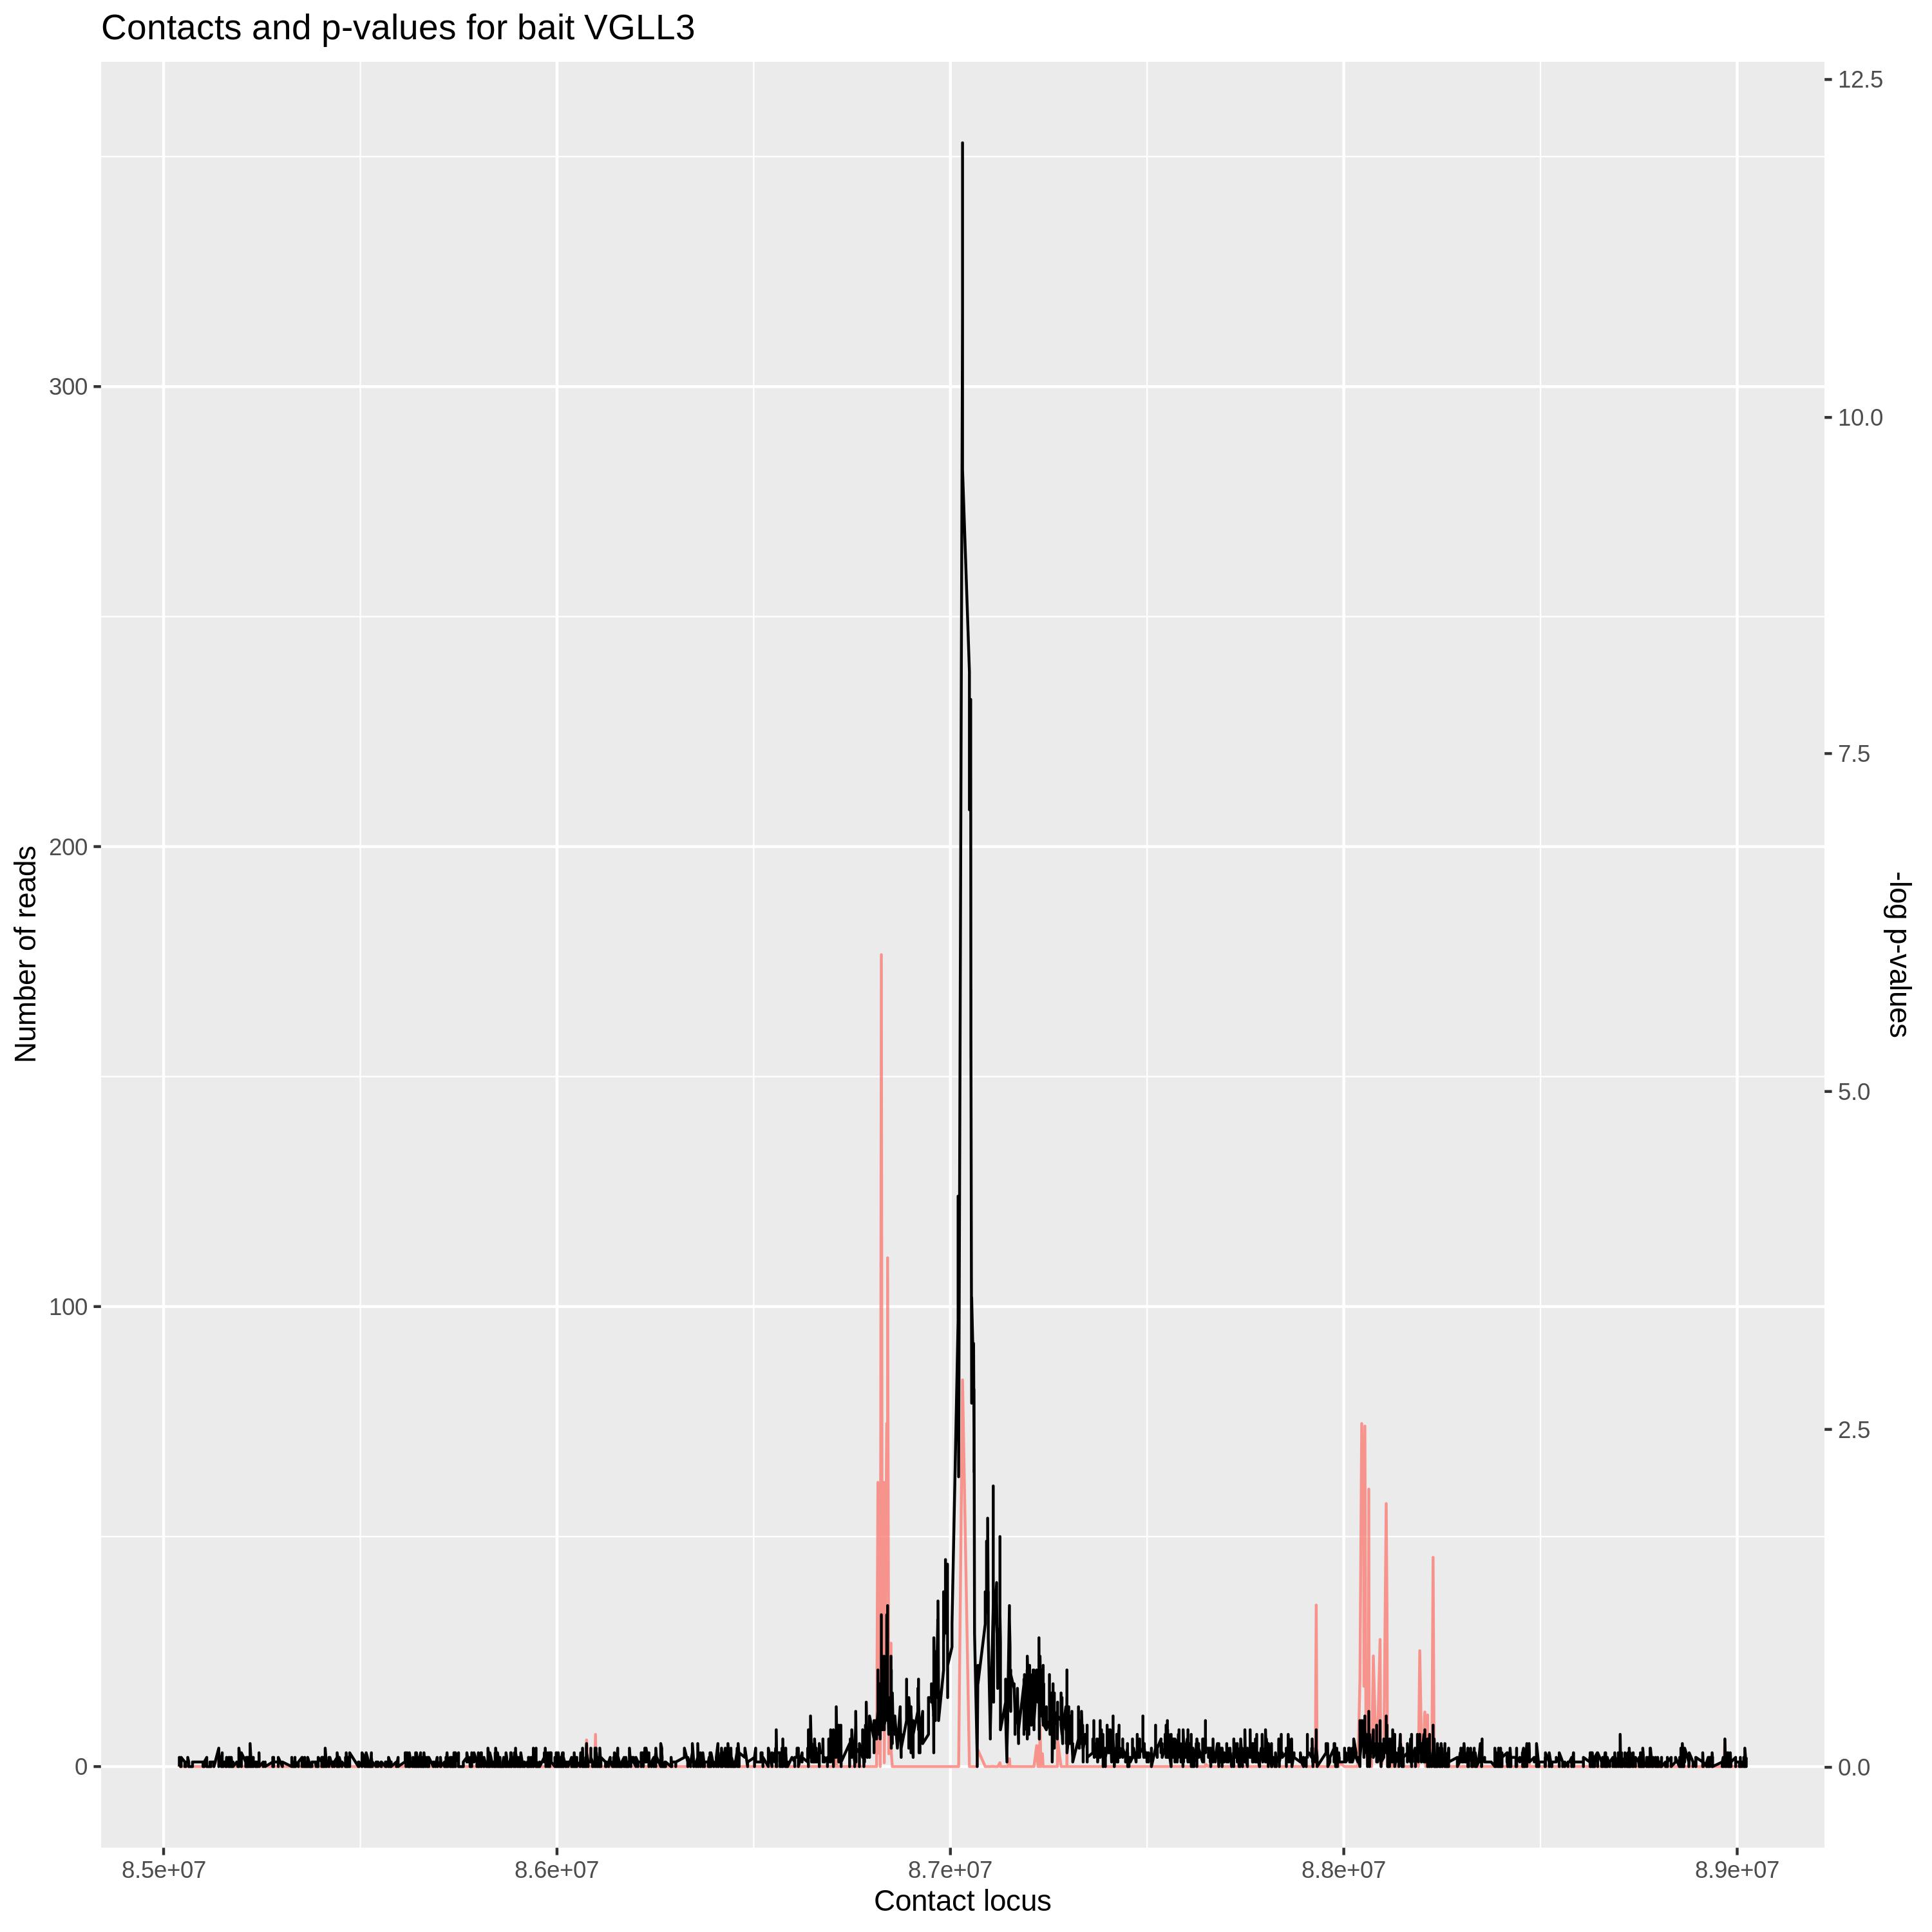 Contacts and p-values for bait VGLL3
12.5
300
10.0
7.5
200
Number of reads
-log p-values
5.0
100
2.5
0
0.0
8.5e+07 8.6e+07 8.7e+07 8.8e+07 8.9e+07
Contact locus